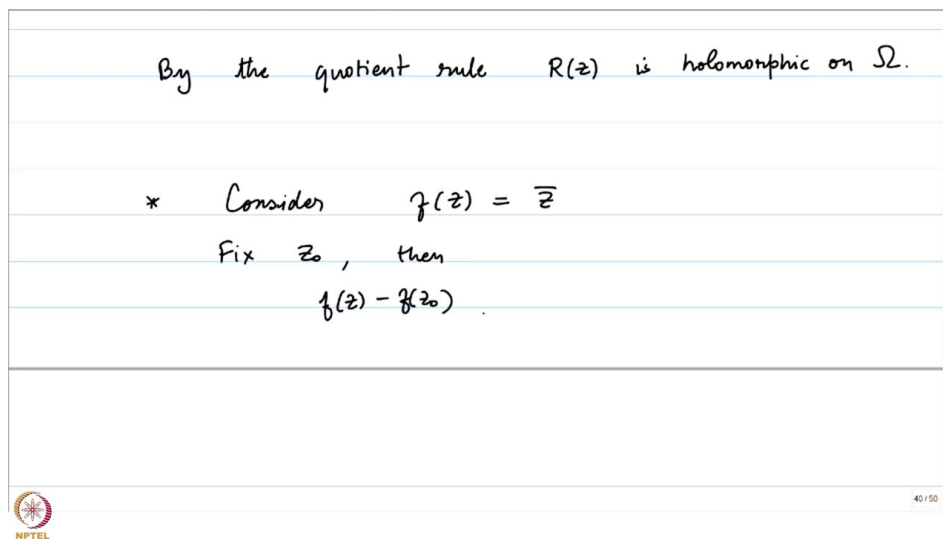 By the quotient rule R(z) is holomorphic on Ω.
* Consider f(z) = z̅
Fix z₀, then
f(z) - f(z₀)
40 / 50
NPTEL